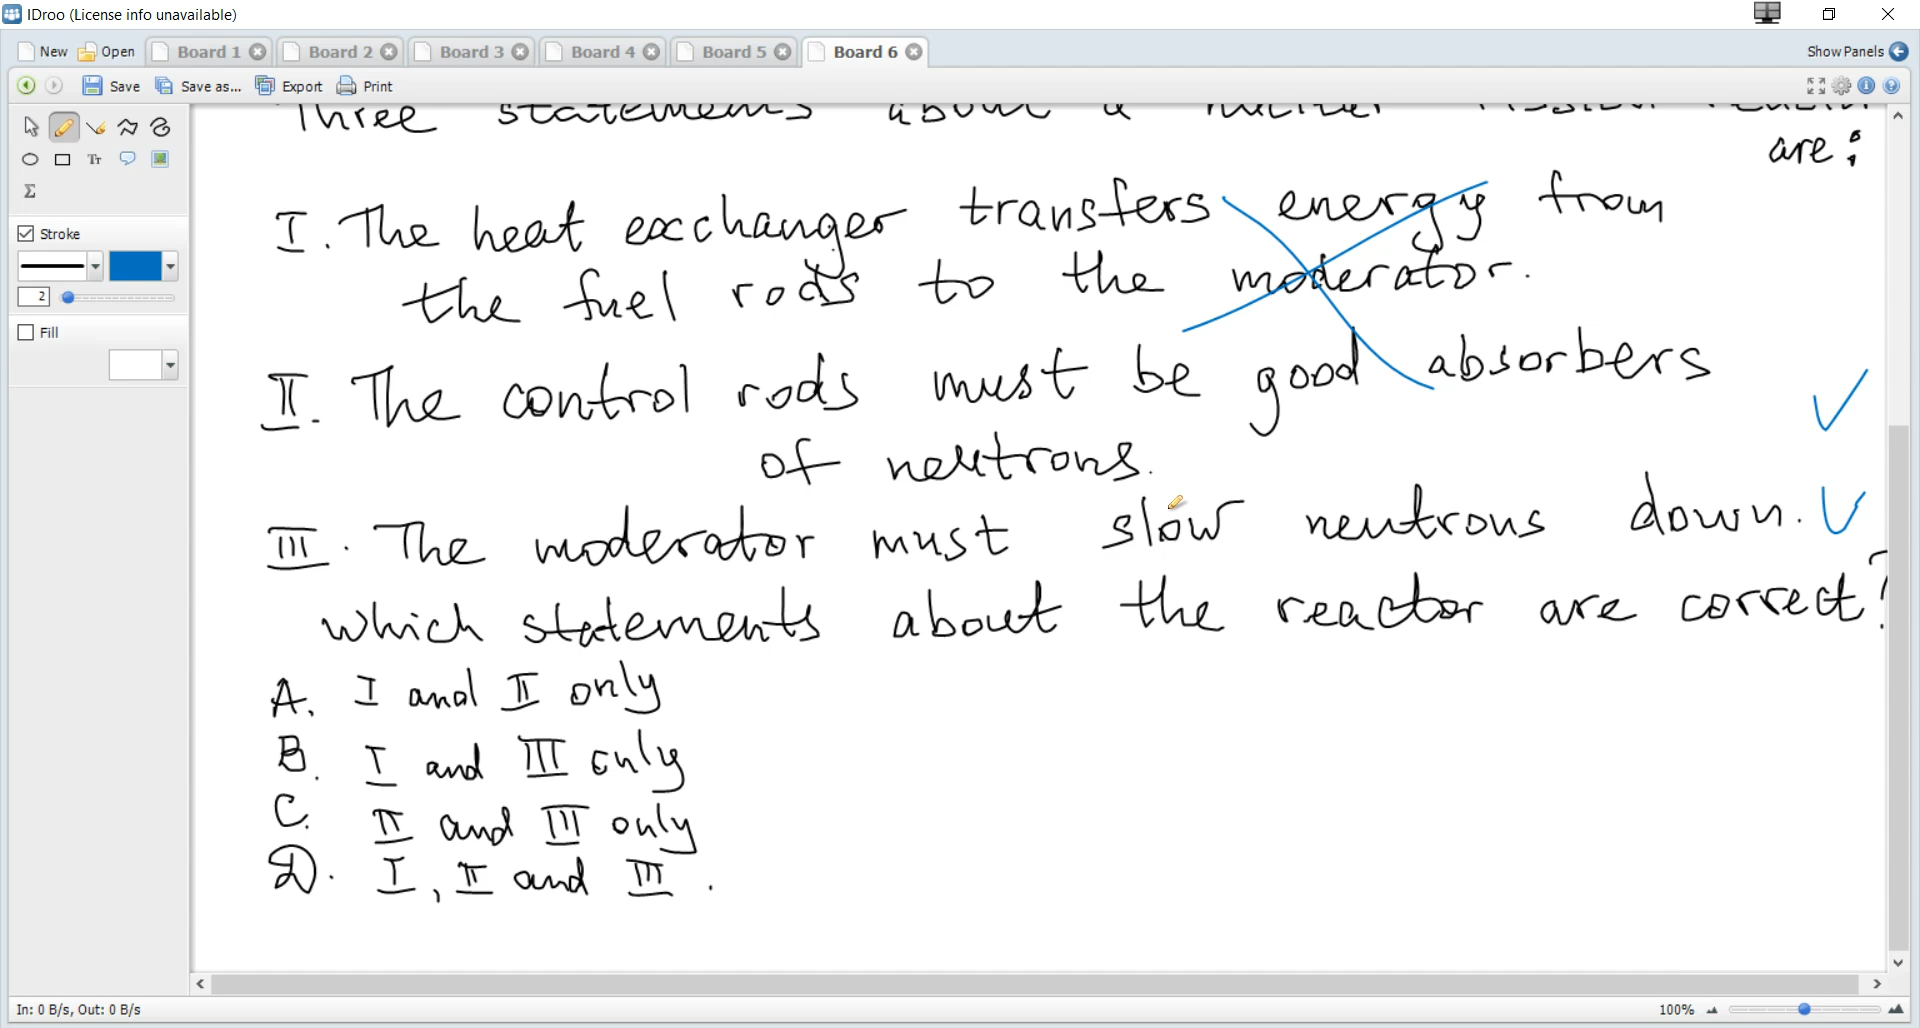 IDroo (License info unavailable)
New Open Board 1 Board 2 Board 3 Board 4 Board 5 Board 6 Show Panels
Save Save as... Export Print
Three statements about a
are:
I. The heat exchanger transfers energy from
the fuel rods to the moderator.
II. The control rods must be good absorbers
of neutrons.
III. The moderator must slow neutrons down.
which statements about the reactor are correct?
A. I and II only
B. I and III only
C. II and III only
D. I, II and III.
Tт
Σ
Stroke
2
Fill
In: 0 B/s, Out: 0 B/s
100%